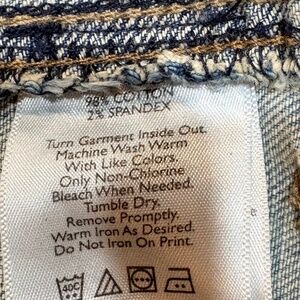 98% COTTON
2% SPANDEX
Turn Garment Inside Out.
Machine Wash Warm
With Like Colors.
Only Non-Chlorine
Bleach When Needed.
Tumble Dry.
Remove Promptly.
Warm Iron As Desired.
Do Not Iron On Print.
40C